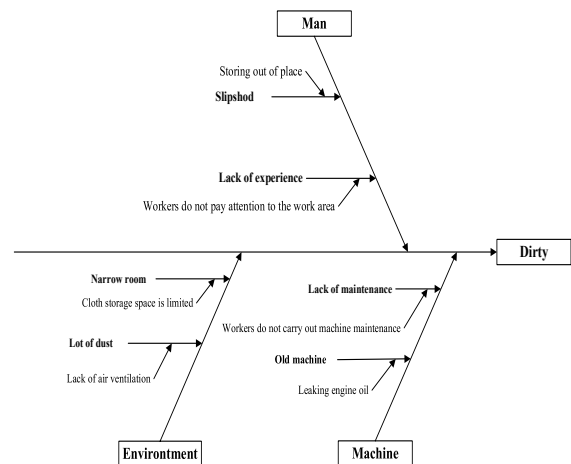 Man
Storing out of place
Slipshod
Lack of experience
Workers do not pay attention to the work area
Dirty
Narrow room
Cloth storage space is limited
Lack of maintenance
Workers do not carry out machine maintenance
Lot of dust
Lack of air ventilation
Old machine
Leaking engine oil
Environtment
Machine